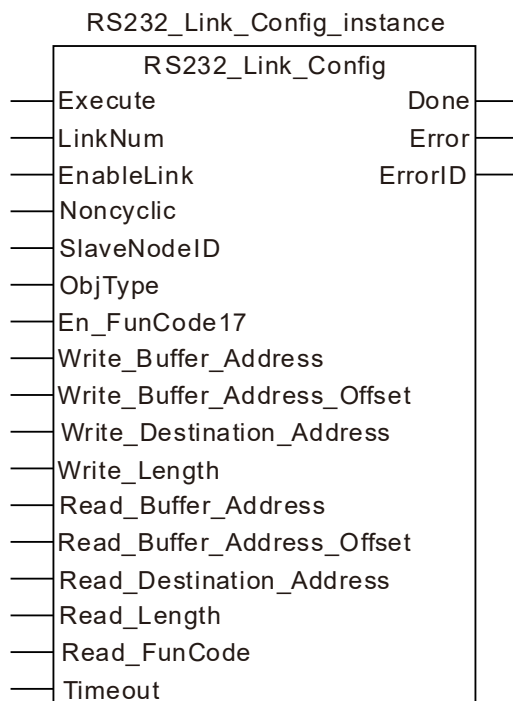 RS232_Link_Config_instance
RS232_Link_Config
Execute Done
LinkNum Error
EnableLink ErrorID
Noncyclic
SlaveNodeID
ObjType
En_FunCode17
Write_Buffer_Address
Write_Buffer_Address_Offset
Write_Destination_Address
Write_Length
Read_Buffer_Address
Read_Buffer_Address_Offset
Read_Destination_Address
Read_Length
Read_FunCode
Timeout